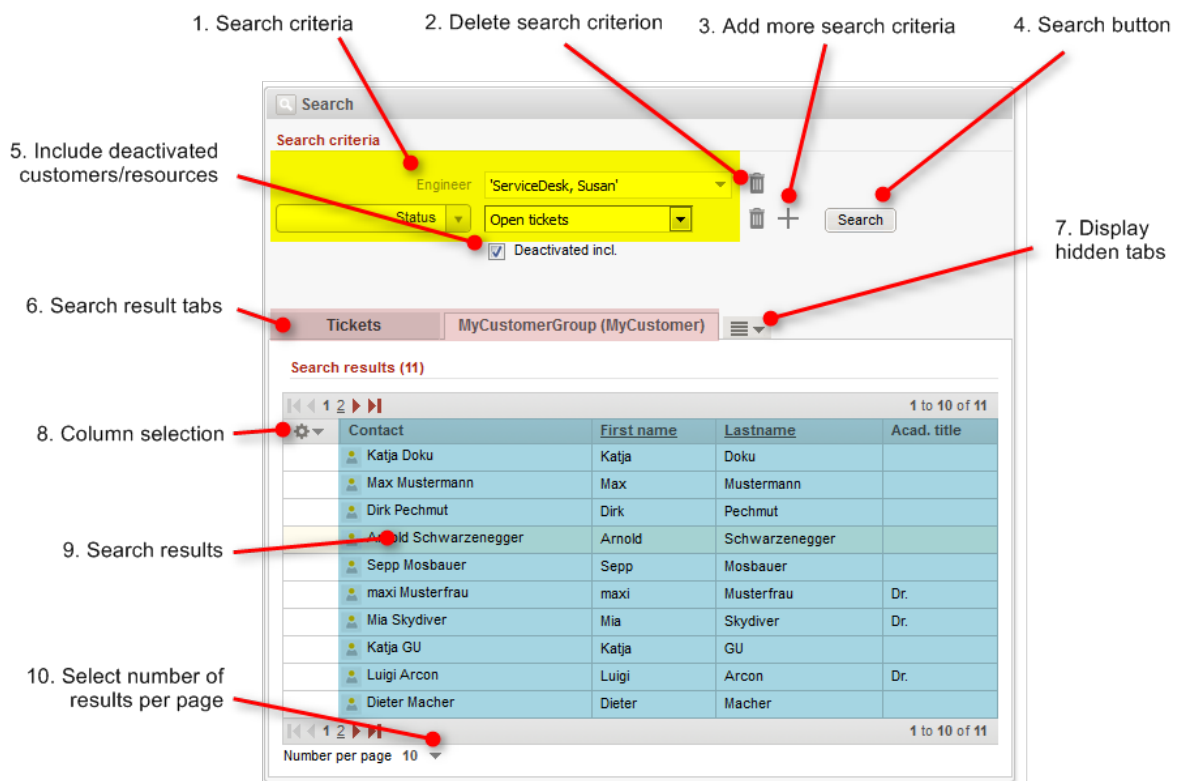 1. Search criteria
2. Delete search criterion
3. Add more search criteria
4. Search button
Search
Search criteria
5. Include deactivated
customers/resources
Engineer 'ServiceDesk, Susan'
Status Open tickets Search
Deactivated incl.
7. Display
hidden tabs
6. Search result tabs
Tickets MyCustomerGroup (MyCustomer)
Search results (11)
1 2 1 to 10 of 11
8. Column selection
Contact First name Lastname Acad. title
Katja Doku Katja Doku
Max Mustermann Max Mustermann
Dirk Pechmut Dirk Pechmut
Arnold Schwarzenegger Arnold Schwarzenegger
9. Search results
Sepp Mosbauer Sepp Mosbauer
maxi Musterfrau maxi Musterfrau Dr.
Mia Skydiver Mia Skydiver Dr.
Katja GU Katja GU
10. Select number of
results per page
Luigi Arcon Luigi Arcon Dr.
Dieter Macher Dieter Macher
1 2 1 to 10 of 11
Number per page 10